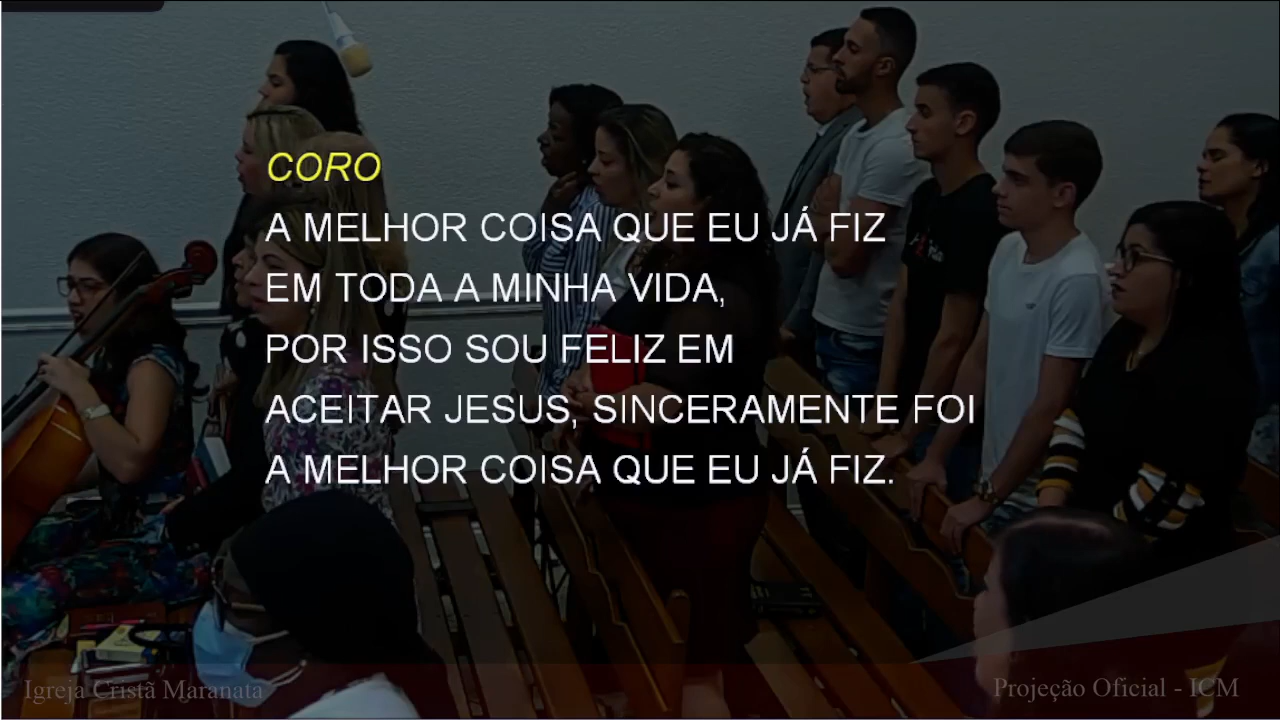 CORO
A MELHOR COISA QUE EU JÁ FIZ
EM TODA A MINHA VIDA,
POR ISSO SOU FELIZ EM
ACEITAR JESUS, SINCERAMENTE FOI
A MELHOR COISA QUE EU JÁ FIZ.
Igreja Cristã Maranata
Projeção Oficial - ICM